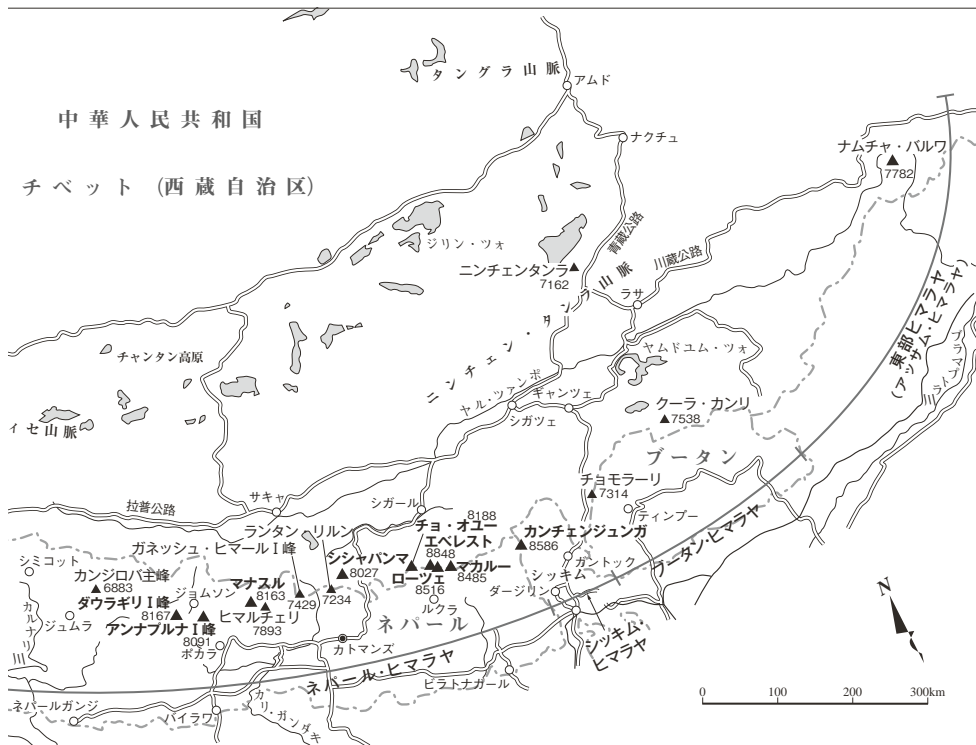 タングラ山脈
アムド
中華人民共和国
ナクチュ
ナムチャ・バルワ
7782
チベット (西蔵自治区)
ジリン・ツォ
青蔵公路
川蔵公路
ニンチェンタンラ
7162
ニンチェン・タンラ山脈
ラサ
東部ヒマラヤ
(アッサム・ヒマラヤ)
ブラマプトラ川
チャンタン高原
ヤムドユム・ツォ
ヤル・ツァンポ
ギャンツェ
シガツェ
クーラ・カンリ
7538
イセ山脈
ブータン
チョモラーリ
7314
拉普公路
サキャ
シガール
ティンプー
ランタン・リルン
8188
チョ・オユー
エベレスト
8848
カンチェンジュンガ
8586
ブータン・ヒマラヤ
ガネッシュ・ヒマールⅠ峰
シシャパンマ
8027
マカルー
8485
ガントック
シミコット
カンジロバ主峰
6883
マナスル
8163
ローツェ
8516
シッキム
ダージリン
ジョムソン
7429
7234
ルクラ
ダウラギリⅠ峰
8167
ヒマルチェリ
7893
カルナリ川
ジュムラ
アンナプルナⅠ峰
8091
ポカラ
ネパール
カトマンズ
シッキム・
ヒマラヤ
ネパール・ヒマラヤ
ビラトナガール
ネパールガンジ
バイラワ
カリ・ガンダキ
N
0 100 200 300km